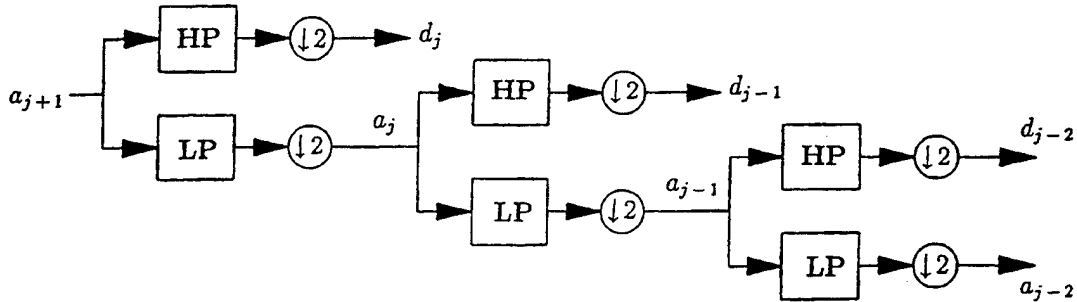 HP ↓2 d_j
a_{j+1}
LP ↓2 a_j
HP ↓2 d_{j-1}
LP ↓2 a_{j-1}
HP ↓2 d_{j-2}
LP ↓2 a_{j-2}